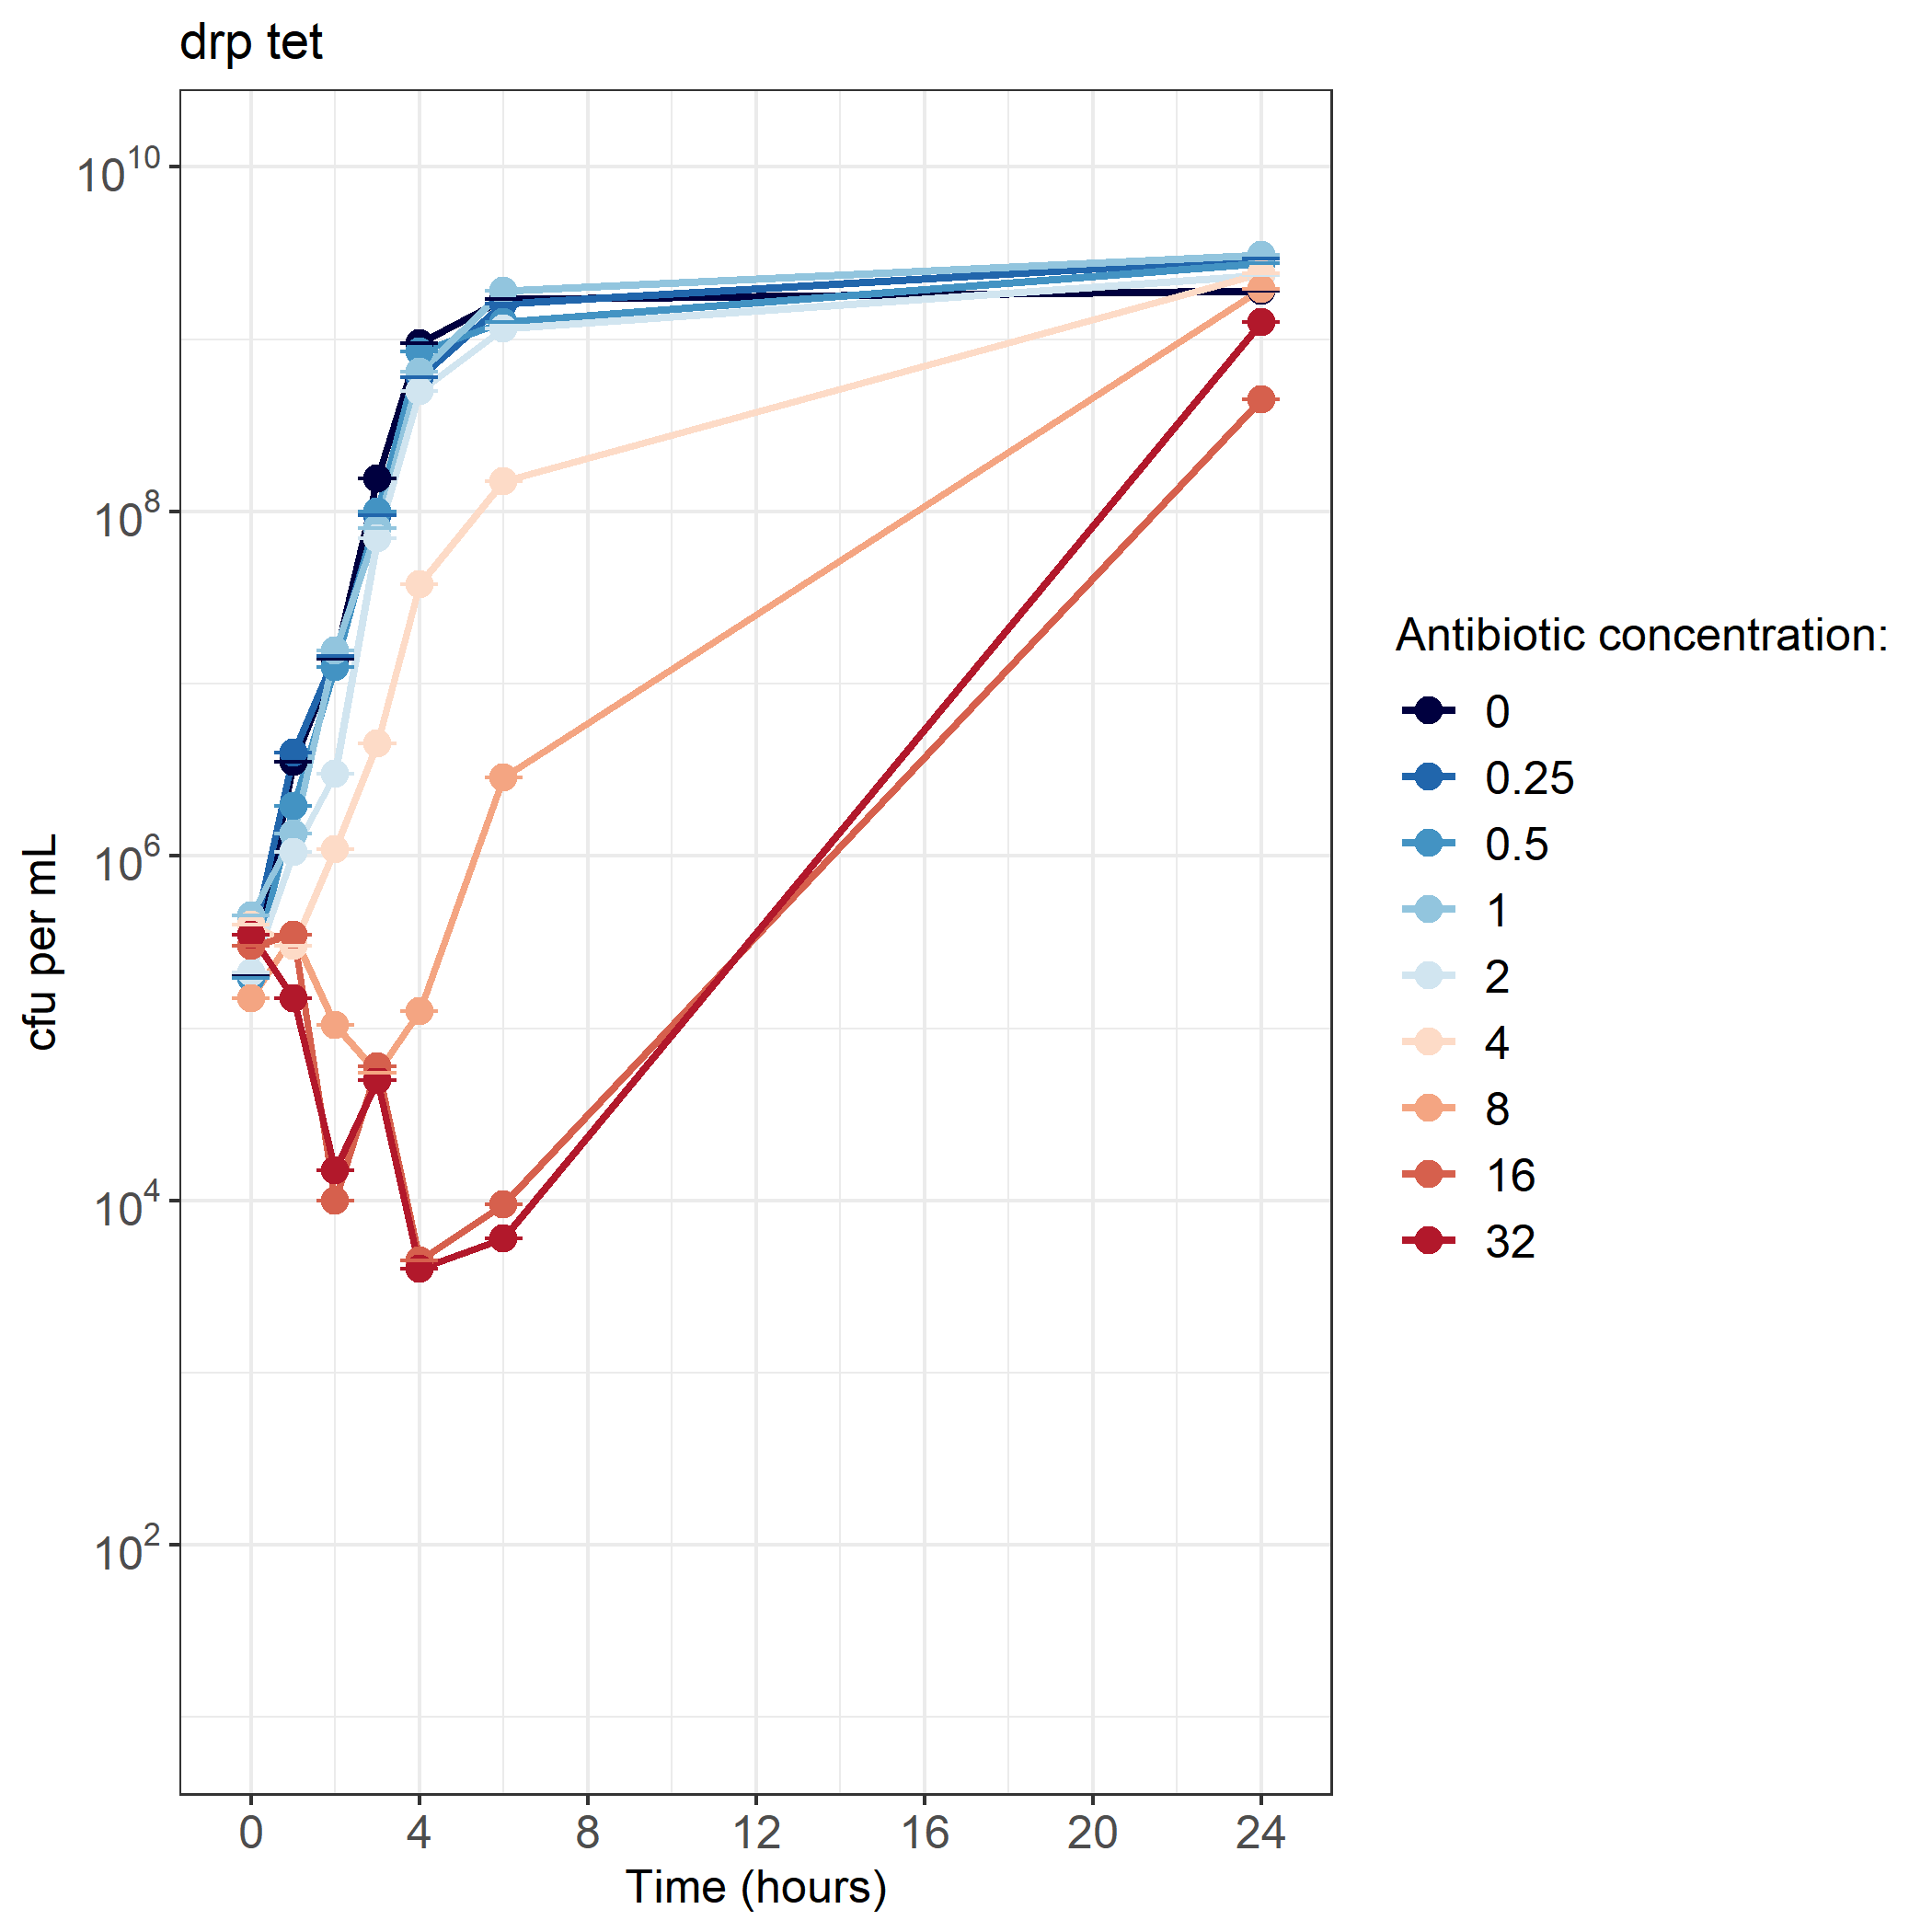 drp tet
10^10
10^8
10^6
10^4
10^2
cfu per mL
0 4 8 12 16 20 24
Time (hours)
Antibiotic concentration:
0
0.25
0.5
1
2
4
8
16
32